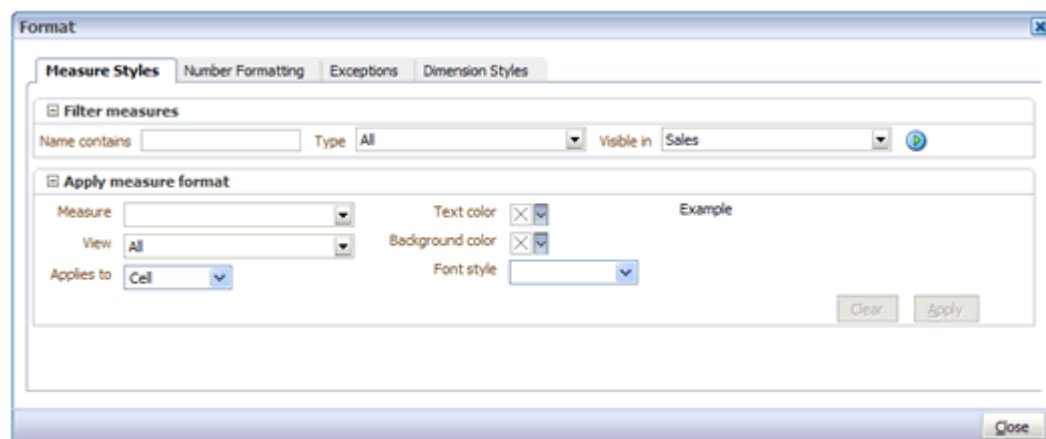 Format
Measure Styles Number Formatting Exceptions Dimension Styles
Filter measures
Name contains Type All Visible in Sales
Apply measure format
Measure Text color Example
View All Background color
Applies to Cell Font style
Clear Apply
Close